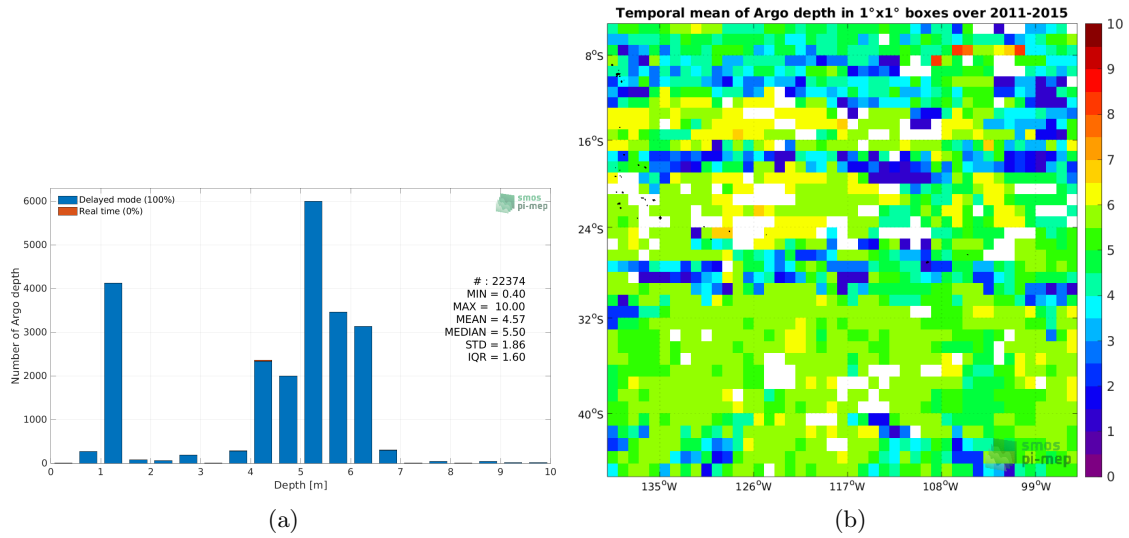 Delayed mode (100%)
Real time (0%)
smos
pi-mep
6000
5000
4000
3000
2000
1000
0
Number of Argo depth
# : 22374
MIN = 0.40
MAX = 10.00
MEAN = 4.57
MEDIAN = 5.50
STD = 1.86
IQR = 1.60
0 1 2 3 4 5 6 7 8 9 10
Depth [m]
(a)
Temporal mean of Argo depth in 1°x1° boxes over 2011-2015
8°S
16°S
24°S
32°S
40°S
135°W 126°W 117°W 108°W 99°W
smos
pi-mep
10
9
8
7
6
5
4
3
2
1
0
(b)